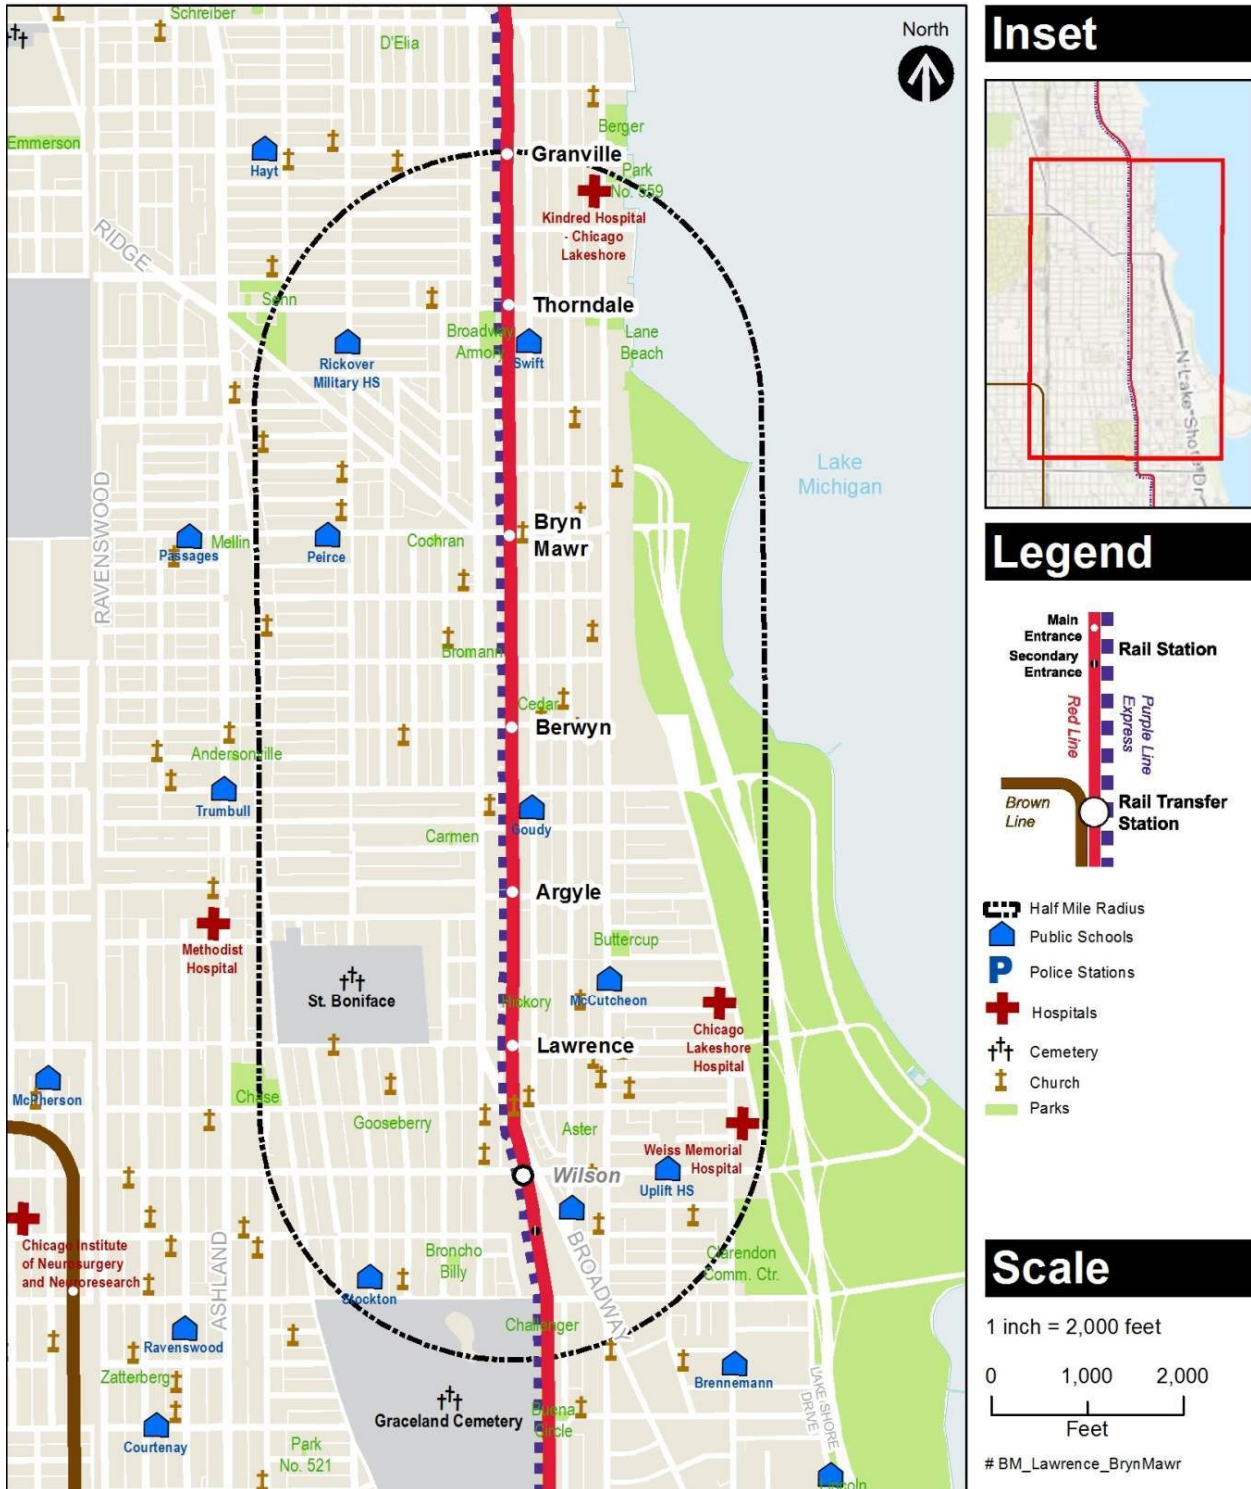 Schreiber
D'Elia
North
Emmerson
Berger
Hayt
Granville
Park
No. 559
Kindred Hospital
- Chicago
Lakeshore
RIDGE
Senn
Thorndale
Broadway
Armory
Lane
Beach
Rickover
Military HS
Swift
Lake
Michigan
RAVENSWOOD
Bryn
Mawr
Passages
Mellin
Peirce
Cochran
Bromann
Cedar
Berwyn
Andersonville
Trumbull
Goudy
Carmen
Argyle
Methodist
Hospital
Buttercup
St. Boniface
McCutcheon
Hickory
Chicago
Lakeshore
Hospital
Lawrence
McPherson
Chase
Gooseberry
Aster
Weiss Memorial
Hospital
Wilson
Uplift HS
Chicago Institute
of Neurosurgery
and Neuroresearch
ASHLAND
Broncho
Billy
BROADWAY
Clarendon
Comm. Ctr.
Stockton
Challenger
Ravenswood
Zatterberg
Brennemann
LAKE SHORE
DRIVE
Graceland Cemetery
Buena
Circle
Courtenay
Park
No. 521
Lincoln
Inset
N Lake Shore Dr
Legend
Main
Entrance
Secondary
Entrance
Rail Station
Red Line
Purple Line
Express
Brown
Line
Rail Transfer
Station
Half Mile Radius
Public Schools
P
Police Stations
Hospitals
Cemetery
Church
Parks
Scale
1 inch = 2,000 feet
0 1,000 2,000
Feet
# BM_Lawrence_BrynMawr